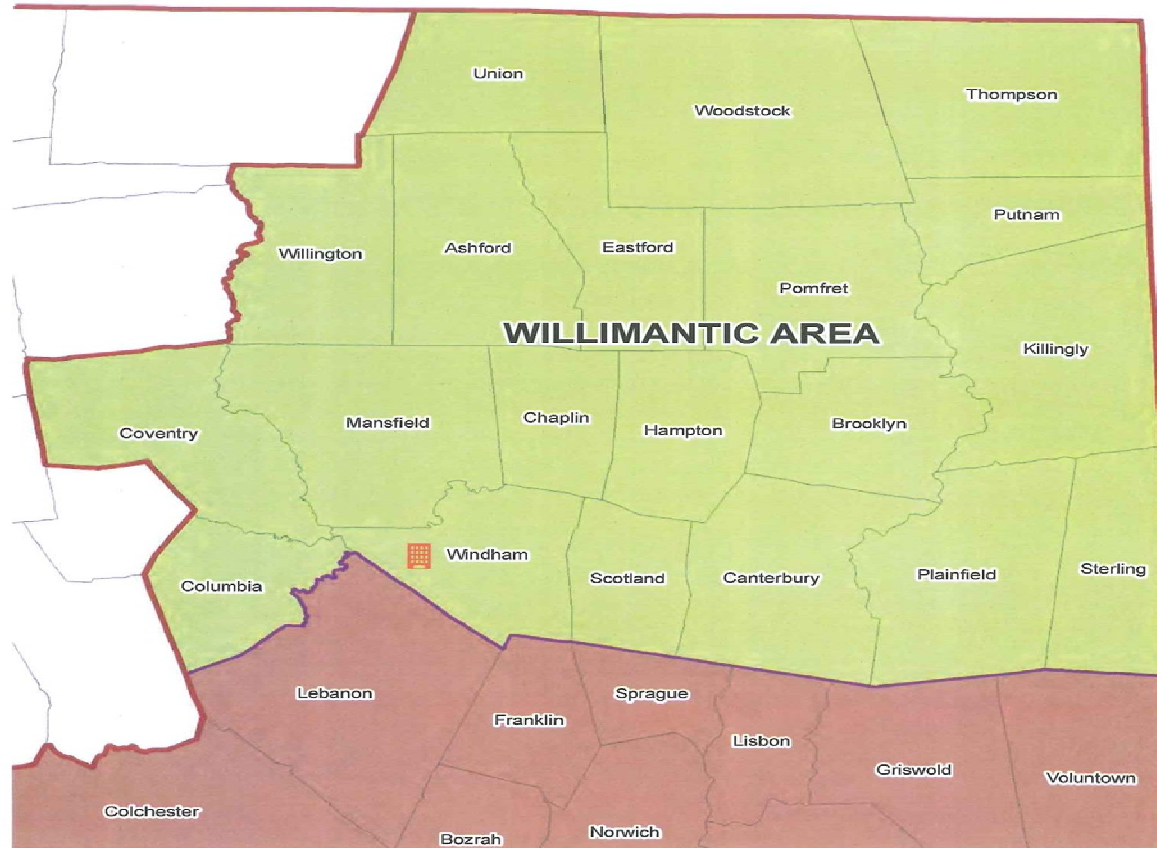 Union
Woodstock
Thompson
Putnam
Willington
Ashford
Eastford
Pomfret
WILLIMANTIC AREA
Killingly
Coventry
Mansfield
Chaplin
Hampton
Brooklyn
Columbia
Windham
Scotland
Canterbury
Plainfield
Sterling
Lebanon
Franklin
Sprague
Lisbon
Griswold
Voluntown
Colchester
Bozrah
Norwich